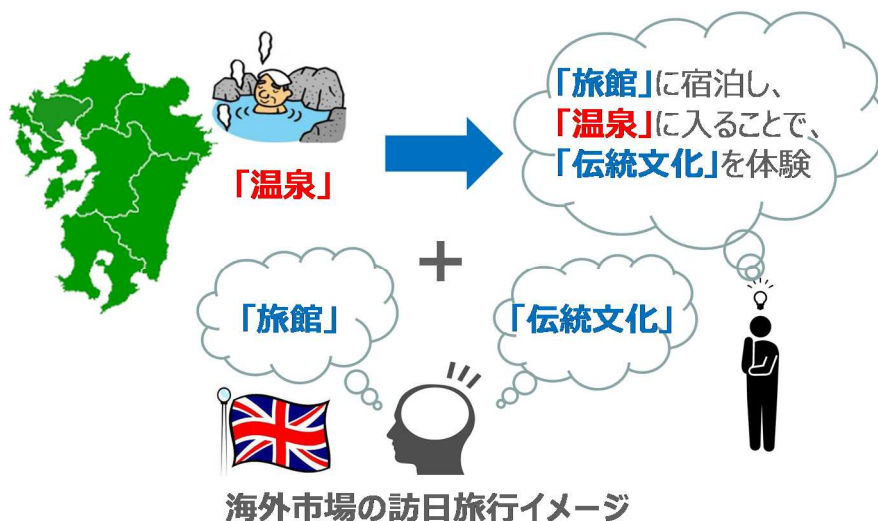 「温泉」
「旅館」に宿泊し、
「温泉」に入ることで、
「伝統文化」を体験
+
「旅館」
「伝統文化」
海外市場の訪日旅行イメージ